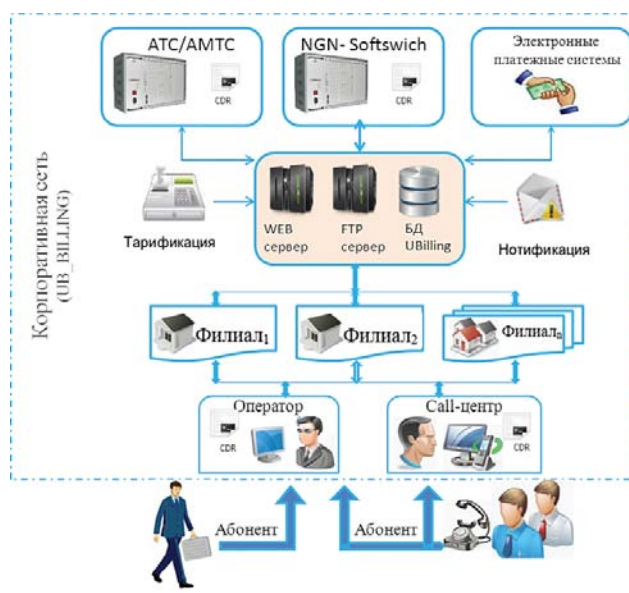 АТС/АМТС
CDR
NGN- Softswich
CDR
Электронные
платежные системы
Корпоративная сеть
(UB_BILLING)
Тарификация
WEB
сервер
FTP
сервер
БД
UBilling
Нотификация
Филиал1
Филиал2
Филиалn
Оператор
CDR
Call-центр
CDR
Абонент
Абонент